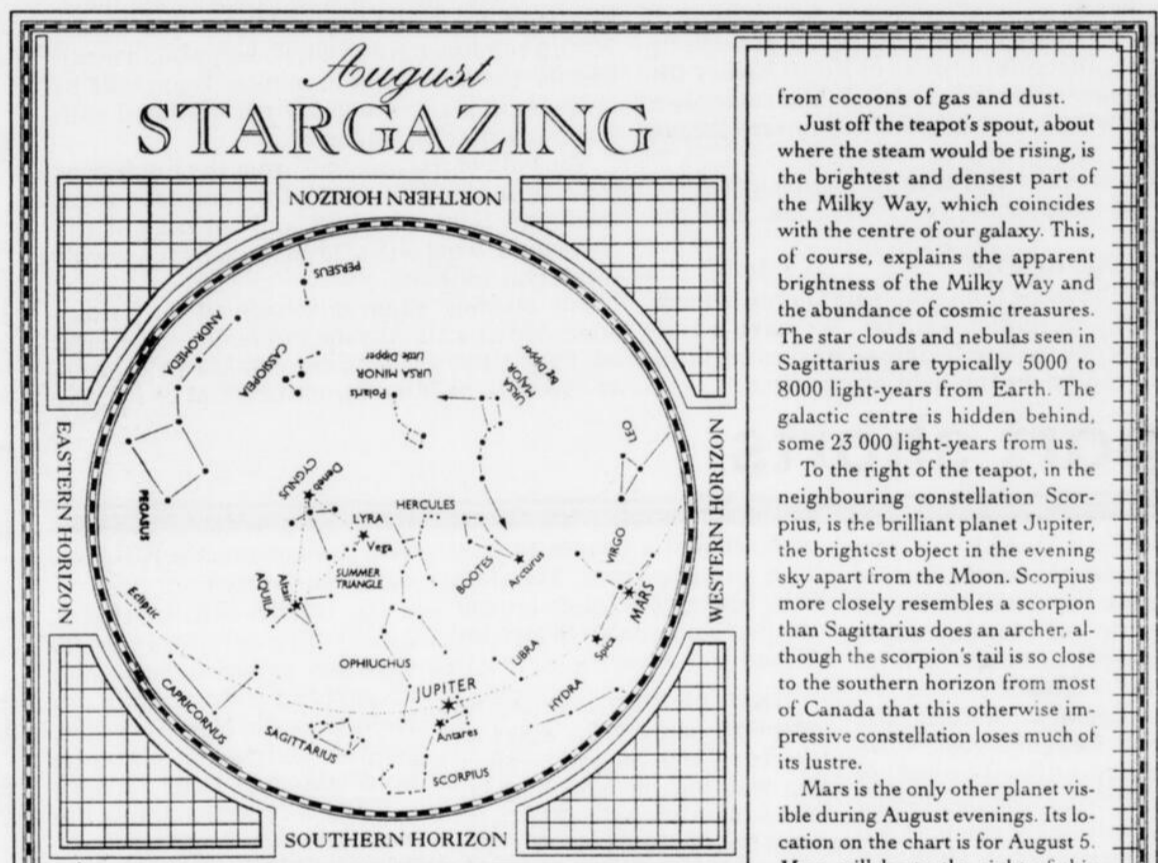 August
STARGAZING
NORTHERN HORIZON
PERSEUS
ANDROMEDA
CASSIOPEIA
Little Dipper
URSA MINOR
Polaris
Big Dipper
URSA
MAYOR
LEO
EASTERN HORIZON
WESTERN HORIZON
PEGASUS
Deneb
CYGNUS
HERCULES
LYRA
Vega
SUMMER
TRIANGLE
Altair
AQUILA
BOOTES
Arcturus
VIRGO
MARS
Spica
LIBRA
Ecliptic
OPHIUCHUS
JUPITER
HYDRA
CAPRICORNUS
SAGITTARIUS
Antares
SCORPIUS
SOUTHERN HORIZON
from cocoons of gas and dust.
Just off the teapot's spout, about
where the steam would be rising, is
the brightest and densest part of
the Milky Way, which coincides
with the centre of our galaxy. This,
of course, explains the apparent
brightness of the Milky Way and
the abundance of cosmic treasures.
The star clouds and nebulas seen in
Sagittarius are typically 5000 to
8000 light-years from Earth. The
galactic centre is hidden behind,
some 23 000 light-years from us.
To the right of the teapot, in the
neighbouring constellation Scor-
pius, is the brilliant planet Jupiter,
the brightest object in the evening
sky apart from the Moon. Scorpius
more closely resembles a scorpion
than Sagittarius does an archer, al-
though the scorpion's tail is so close
to the southern horizon from most
of Canada that this otherwise im-
pressive constellation loses much of
its lustre.
Mars is the only other planet vis-
ible during August evenings. Its lo-
cation on the chart is for August 5.